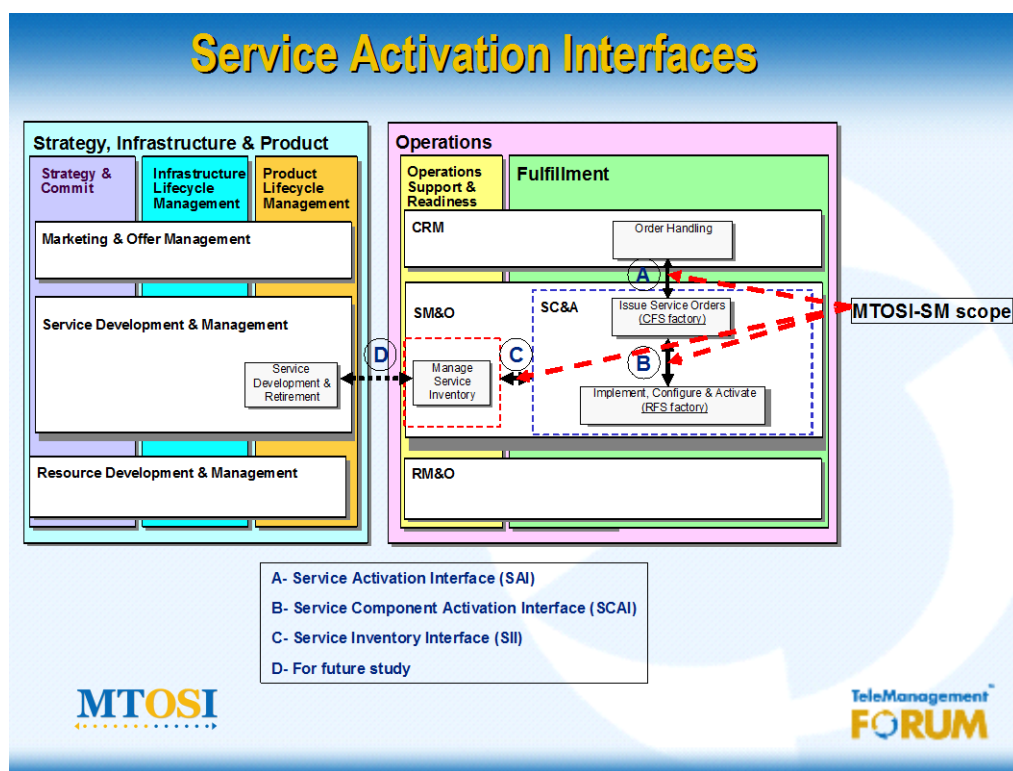 Service Activation Interfaces
Strategy, Infrastructure & Product
Strategy &
Commit
Infrastructure
Lifecycle
Management
Product
Lifecycle
Management
Marketing & Offer Management
Service Development & Management
Service
Development &
Retirement
Resource Development & Management
D
Operations
Operations
Support &
Readiness
Fulfillment
CRM
Order Handling
A
SM&O
SC&A
Issue Service Orders
(CFS factory)
Manage
Service
Inventory
C
B
Implement, Configure & Activate
(RFS factory)
RM&O
MTOSI-SM scope
A- Service Activation Interface (SAI)
B- Service Component Activation Interface (SCAI)
C- Service Inventory Interface (SII)
D- For future study
MTOSI
TeleManagement™
FORUM